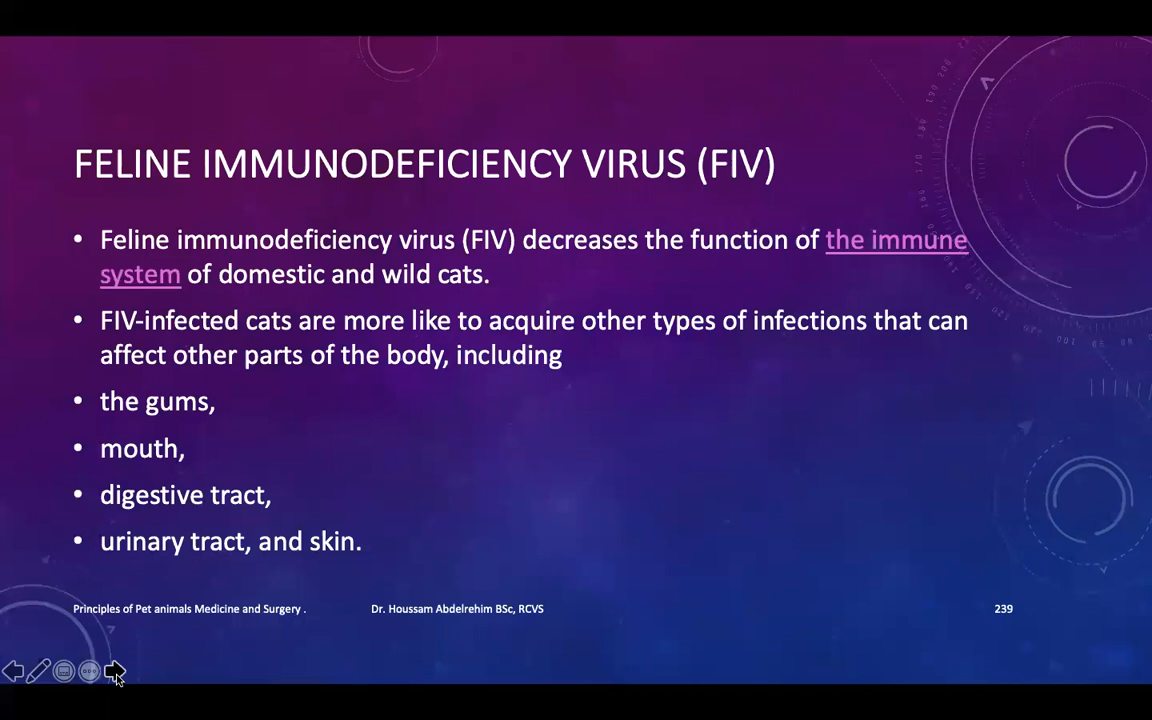 FELINE IMMUNODEFICIENCY VIRUS (FIV)
• Feline immunodeficiency virus (FIV) decreases the function of the immune
system of domestic and wild cats.
• FIV-infected cats are more like to acquire other types of infections that can
affect other parts of the body, including
• the gums,
• mouth,
• digestive tract,
• urinary tract, and skin.
Principles of Pet animals Medicine and Surgery . Dr. Houssam Abdelrehim BSc, RCVS 239